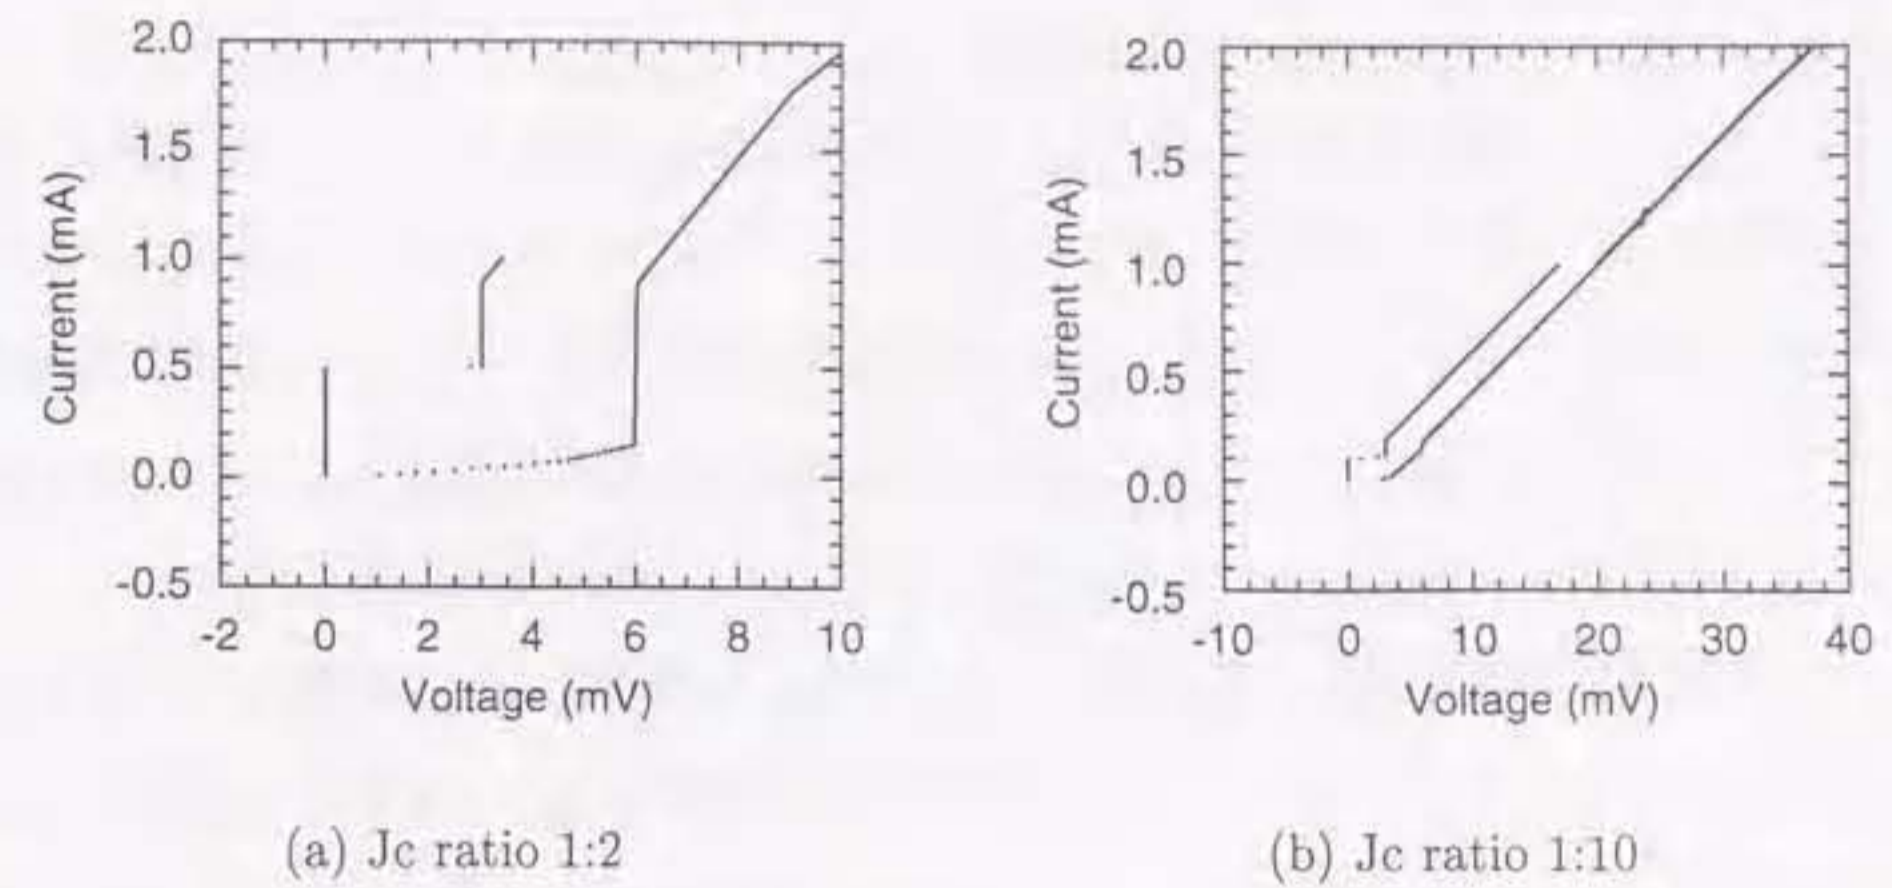 2.0
1.5
1.0
0.5
0.0
-0.5
-2 0 2 4 6 8 10
Current (mA)
Voltage (mV)
(a) Jc ratio 1:2
2.0
1.5
1.0
0.5
0.0
-0.5
-10 0 10 20 30 40
Current (mA)
Voltage (mV)
(b) Jc ratio 1:10